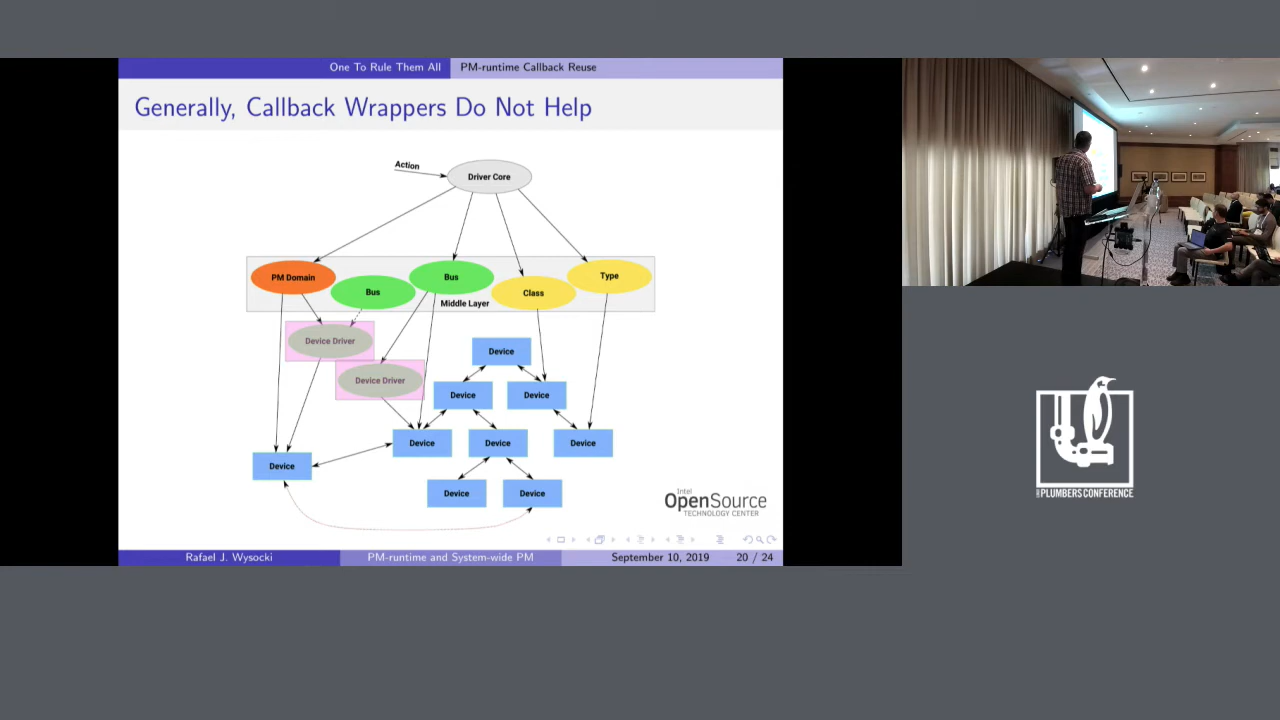 One To Rule Them All
PM-runtime Callback Reuse
Generally, Callback Wrappers Do Not Help
Action
Driver Core
PM Domain
Bus
Bus
Class
Type
Middle Layer
Device Driver
Device Driver
Device
Device
Device
Device
Device
Device
Device
Device
Device
Intel
OpenSource
TECHNOLOGY CENTER
Rafael J. Wysocki
PM-runtime and System-wide PM
September 10, 2019
20 / 24
PLUMBERS CONFERENCE